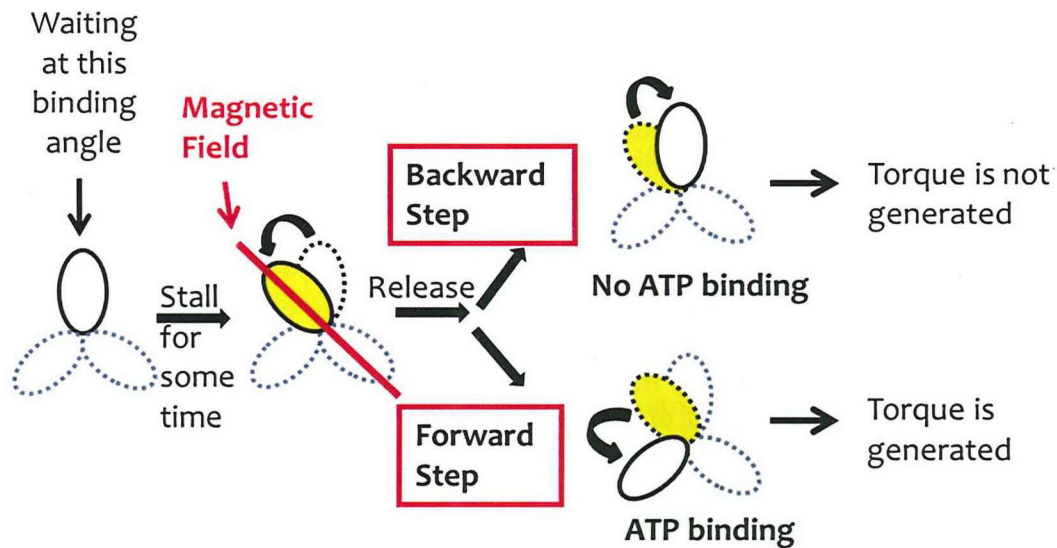 Waiting
at this
binding
angle
Magnetic
Field
Stall
for
some
time
Release
Backward
Step
No ATP binding
Torque is not
generated
Forward
Step
ATP binding
Torque is
generated